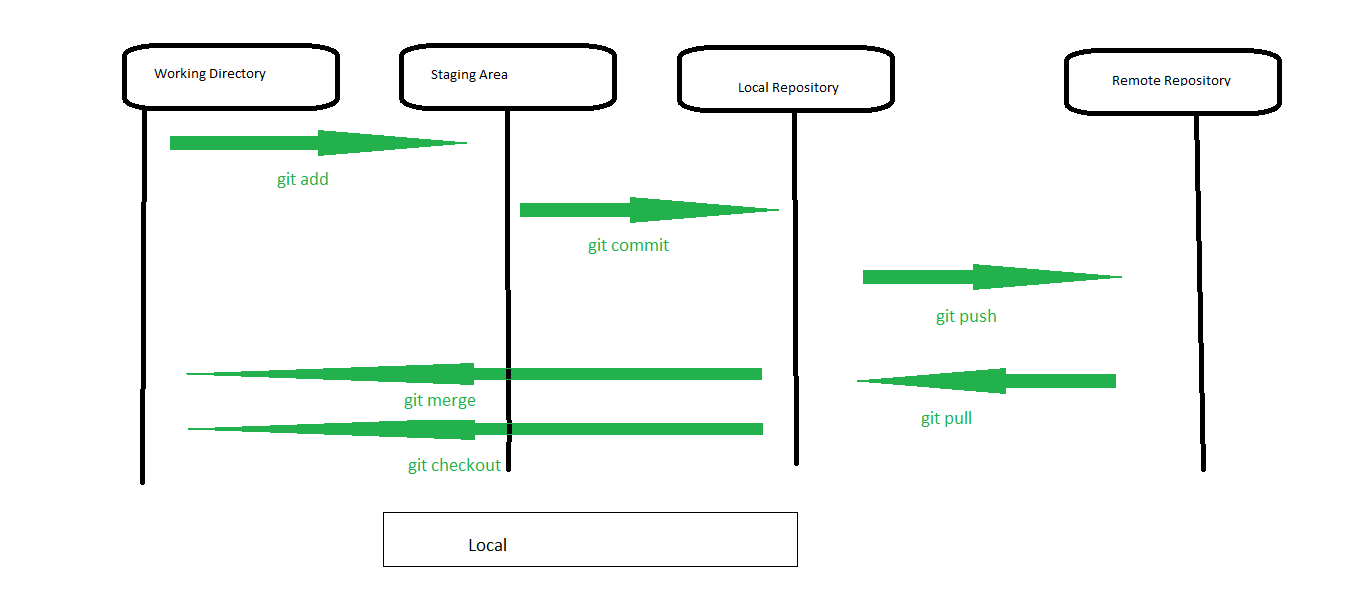 Working Directory
Staging Area
Local Repository
Remote Repository
git add
git commit
git push
git merge
git pull
git checkout
Local